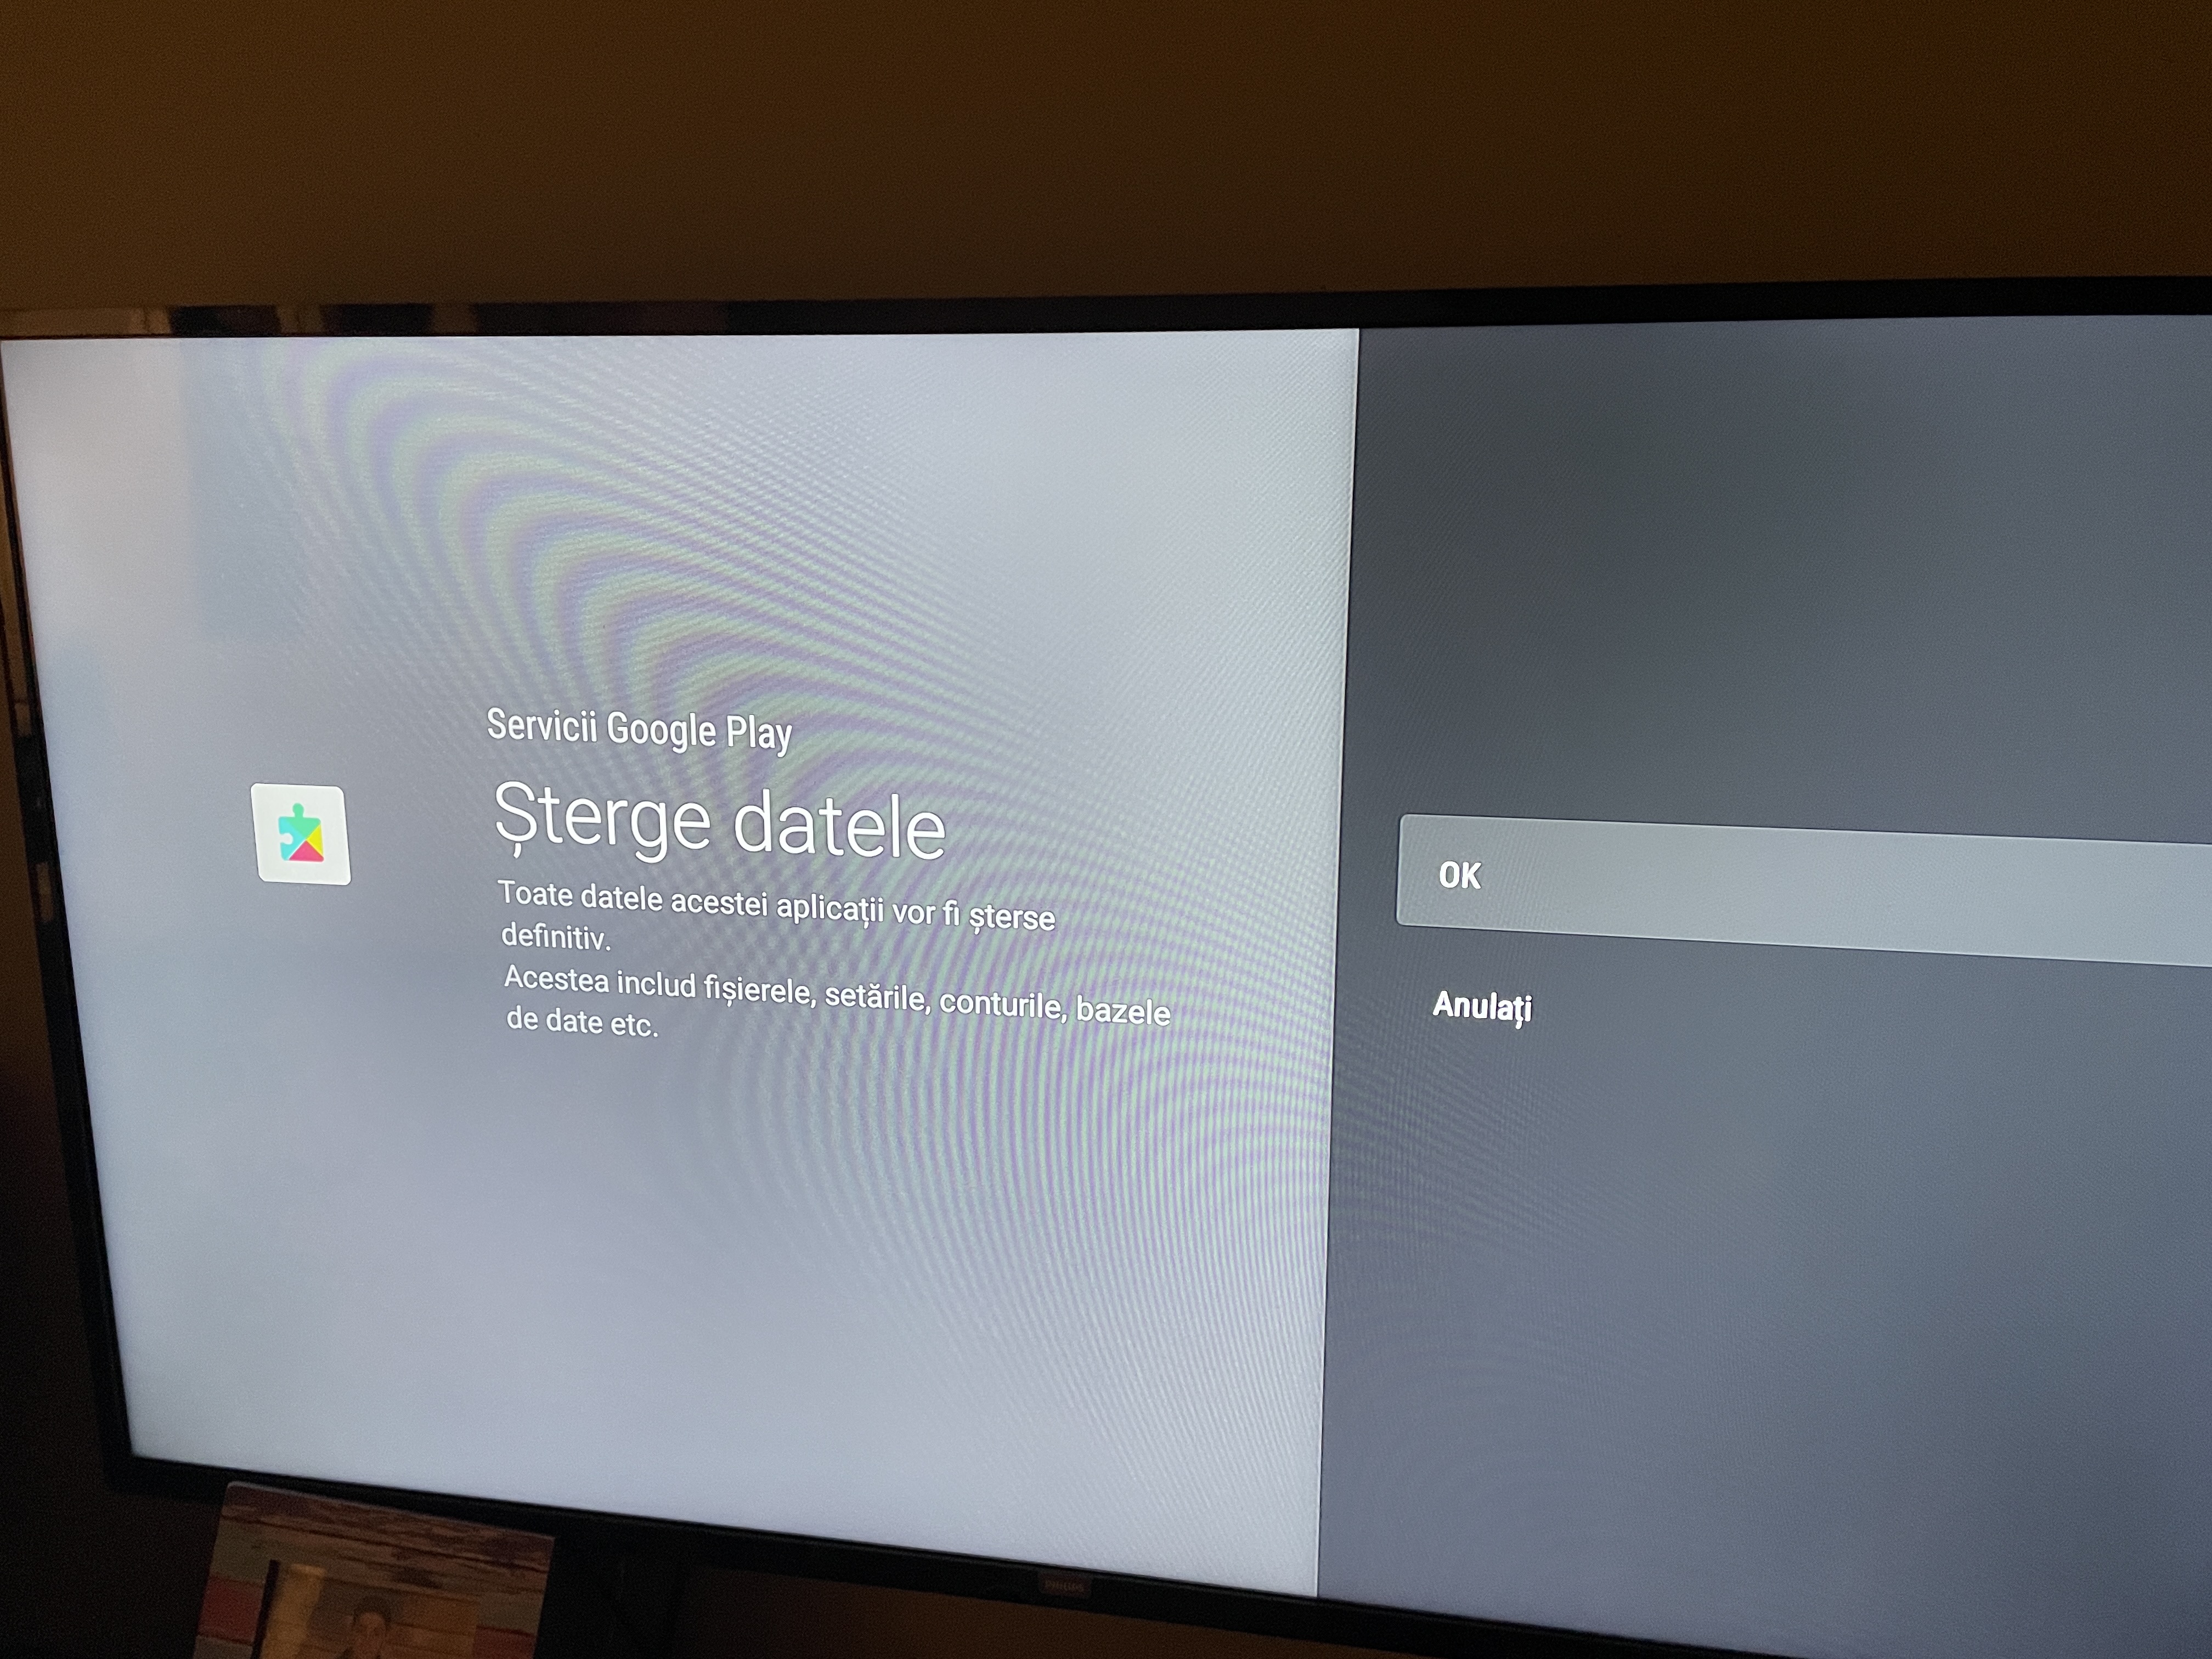 Servicii Google Play
Șterge datele
Toate datele acestei aplicații vor fi șterse
definitiv.
Acestea includ fișierele, setările, conturile, bazele
de date etc.
OK
Anulați
PHILIPS